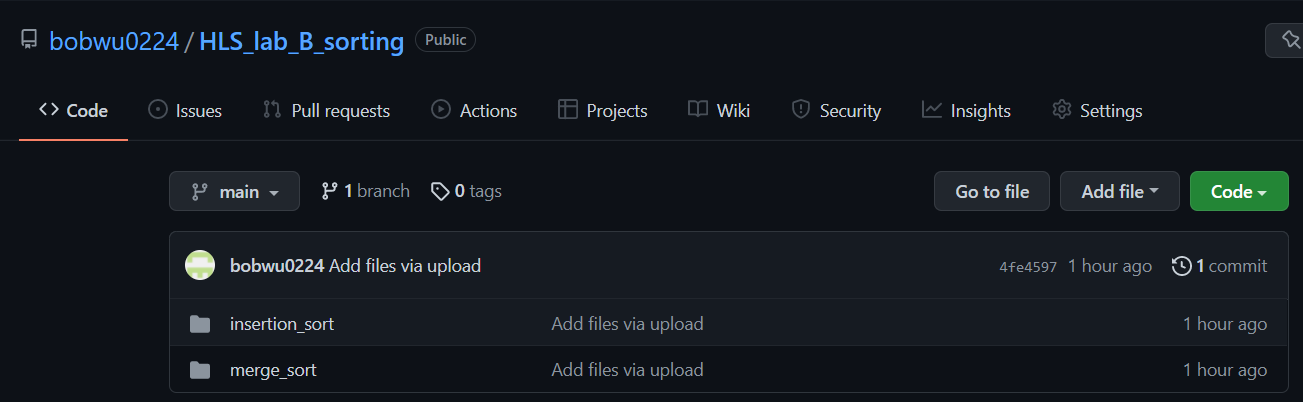 bobwu0224 / HLS_lab_B_sorting Public
Code Issues Pull requests Actions Projects Wiki Security Insights Settings
main 1 branch 0 tags Go to file Add file Code
bobwu0224 Add files via upload 4fe4597 1 hour ago 1 commit
insertion_sort Add files via upload 1 hour ago
merge_sort Add files via upload 1 hour ago